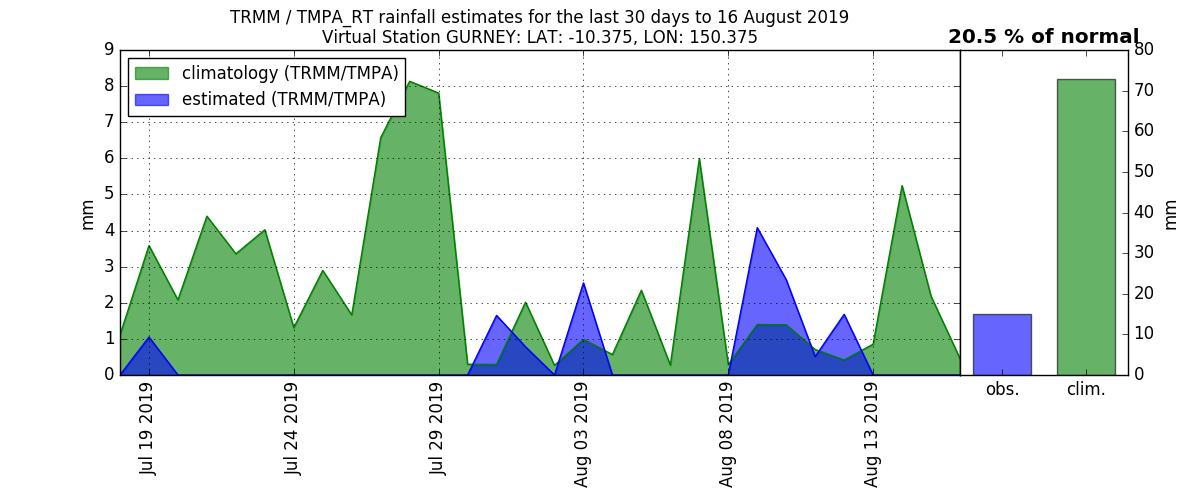 TRMM / TMPA_RT rainfall estimates for the last 30 days to 16 August 2019
Virtual Station GURNEY: LAT: -10.375, LON: 150.375
20.5 % of normal
climatology (TRMM/TMPA)
estimated (TRMM/TMPA)
mm
9
8
7
6
5
4
3
2
1
0
Jul 19 2019
Jul 24 2019
Jul 29 2019
Aug 03 2019
Aug 08 2019
Aug 13 2019
80
70
60
50
40
30
20
10
0
mm
obs.
clim.